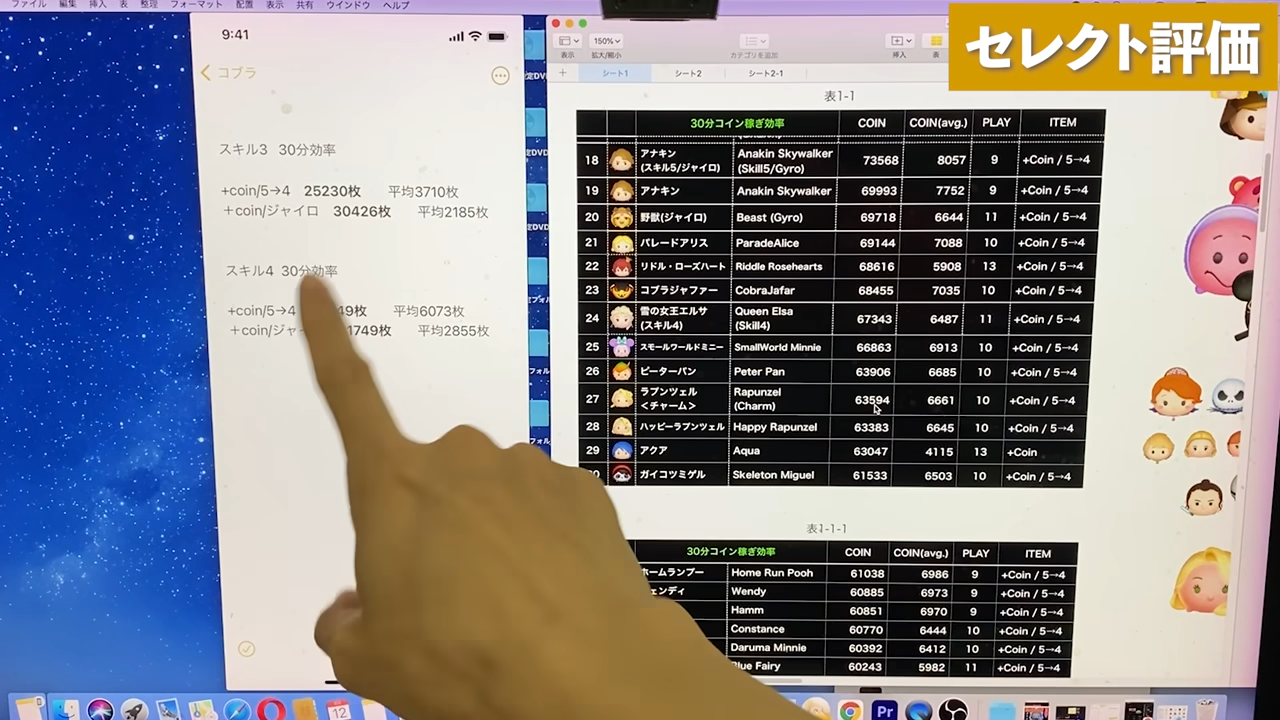 ファイル 編集 挿入 表 整理 フォーマット 配置 表示 共有 ウインドウ ヘルプ
セレクト評価
9:41
コブラ
スキル3 30分効率
+coin/5→4 25230枚 平均3710枚
+coin/ジャイロ 30426枚 平均2185枚
スキル4 30分効率
+coin/5→4 平均6073枚
+coin/ 1749枚 平均2855枚
150%
表示 拡大/縮小 カテゴリを追加 挿入 表
シート1 シート2 シート2-1
表1-1
30分コイン稼ぎ効率 COIN COIN(avg.) PLAY ITEM
18 アナキン (スキル5/ジャイロ) Anakin Skywalker (Skill5/Gyro) 73568 8057 9 +Coin / 5→4
19 アナキン Anakin Skywalker 69993 7752 9 +Coin / 5→4
20 野獣(ジャイロ) Beast (Gyro) 69718 6644 11 +Coin / 5→4
21 パレードアリス ParadeAlice 69144 7088 10 +Coin / 5→4
22 リドル・ローズハート Riddle Rosehearts 68616 5908 13 +Coin / 5→4
23 コブラジャファー CobraJafar 68455 7035 10 +Coin / 5→4
24 雪の女王エルサ (スキル4) Queen Elsa (Skill4) 67343 6487 11 +Coin / 5→4
25 スモールワールドミニー SmallWorld Minnie 66863 6913 10 +Coin / 5→4
26 ピーターパン Peter Pan 63906 6685 10 +Coin / 5→4
27 ラプンツェル <チャーム> Rapunzel (Charm) 63594 6661 10 +Coin / 5→4
28 ハッピーラプンツェル Happy Rapunzel 63383 6645 10 +Coin / 5→4
29 アクア Aqua 63047 4115 13 +Coin
30 ガイコツミゲル Skeleton Miguel 61533 6503 10 +Coin / 5→4
表1-1-1
30分コイン稼ぎ効率 COIN COIN(avg.) PLAY ITEM
ホームランプー Home Run Pooh 61038 6986 9 +Coin / 5→4
ェンディ Wendy 60885 6973 9 +Coin / 5→4
Hamm 60851 6970 9 +Coin / 5→4
Constance 60770 6444 10 +Coin / 5→4
Daruma Minnie 60392 6412 10 +Coin / 5→4
Blue Fairy 60243 5982 11 +Coin / 5→4
12
Pr